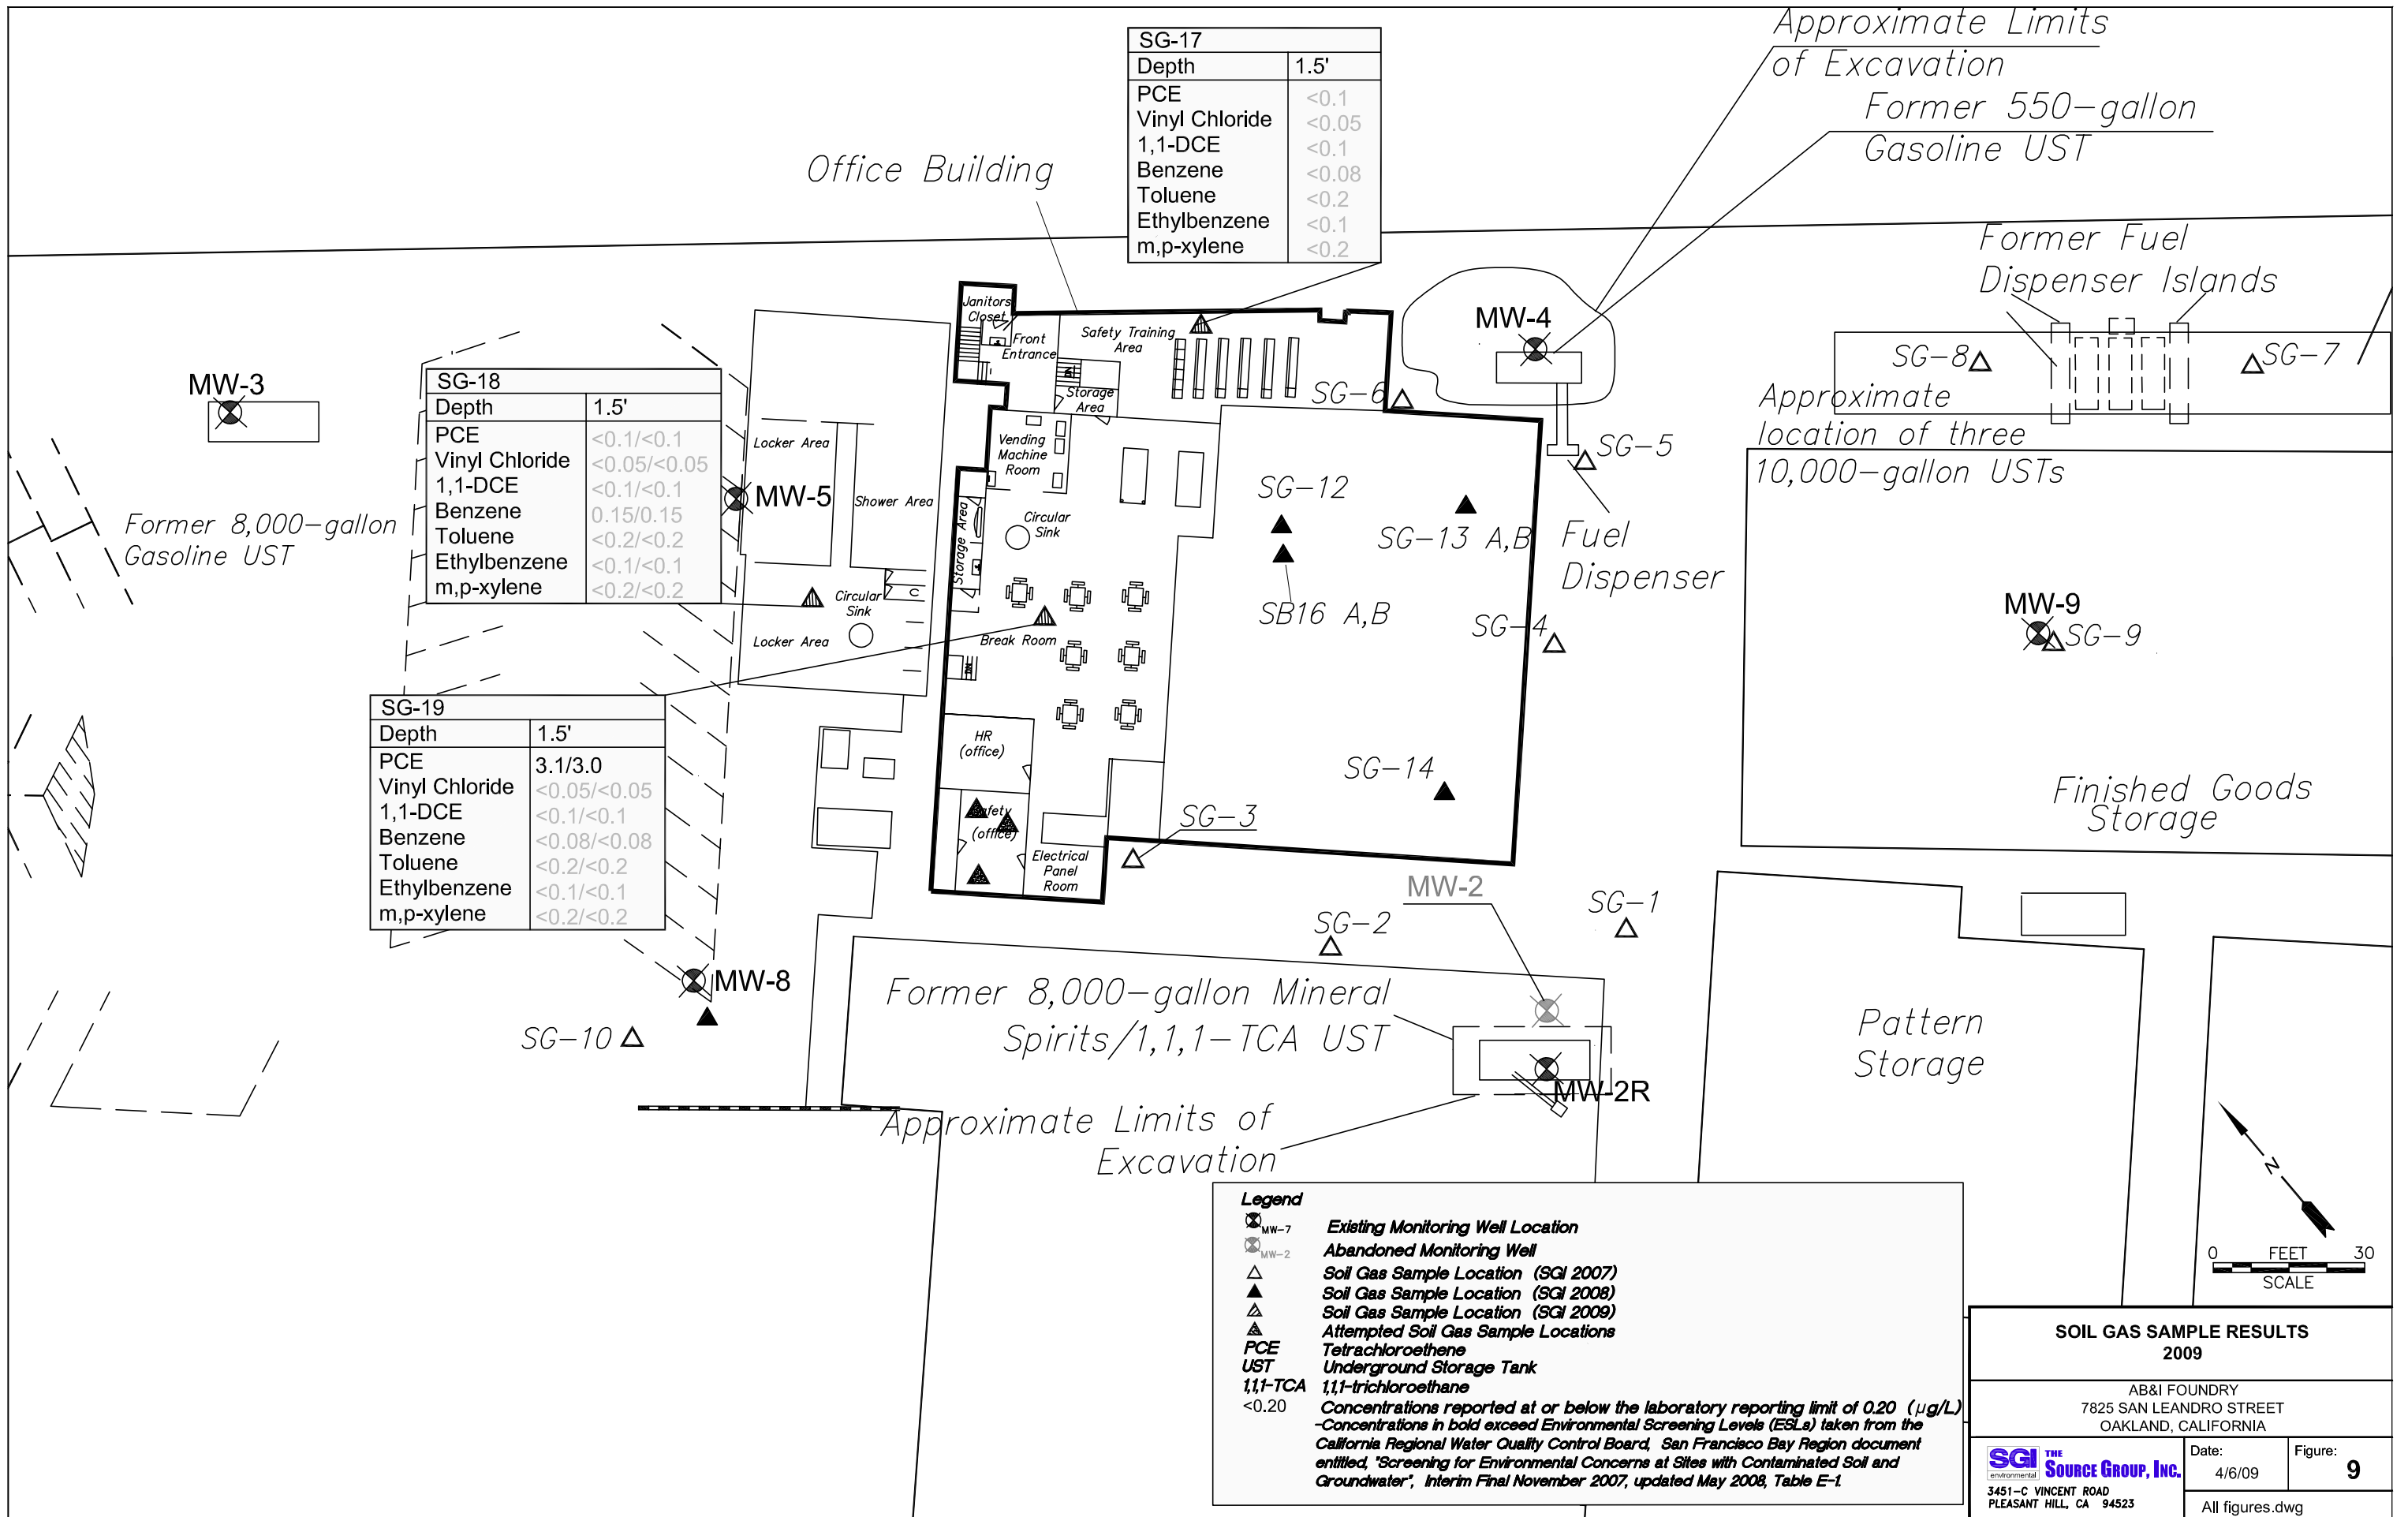 SG-17
Depth 1.5'
PCE <0.1
Vinyl Chloride <0.05
1,1-DCE <0.1
Benzene <0.08
Toluene <0.2
Ethylbenzene <0.1
m,p-xylene <0.2
Approximate Limits
of Excavation
Former 550-gallon
Gasoline UST
Office Building
Former Fuel
Dispenser Islands
MW-3
SG-18
Depth 1.5'
PCE <0.1/<0.1
Vinyl Chloride <0.05/<0.05
1,1-DCE <0.1/<0.1
Benzene 0.15/0.15
Toluene <0.2/<0.2
Ethylbenzene <0.1/<0.1
m,p-xylene <0.2/<0.2
Former 8,000-gallon
Gasoline UST
MW-5
Locker Area
Shower Area
Circular
Sink
Locker Area
Janitors
Closet
Front
Entrance
Safety Training
Area
DN
Storage
Area
Vending
Machine
Room
Storage Area
Circular
Sink
Break Room
DN
HR
(office)
Safety
(office)
Electrical
Panel
Room
MW-4
SG-6
SG-5
Fuel
Dispenser
SG-8
SG-7
Approximate
location of three
10,000-gallon USTs
SG-12
SG-13 A,B
SB16 A,B
SG-4
SG-14
MW-9
SG-9
Finished Goods
Storage
SG-19
Depth 1.5'
PCE 3.1/3.0
Vinyl Chloride <0.05/<0.05
1,1-DCE <0.1/<0.1
Benzene <0.08/<0.08
Toluene <0.2/<0.2
Ethylbenzene <0.1/<0.1
m,p-xylene <0.2/<0.2
SG-3
MW-2
SG-2
SG-1
MW-8
SG-10
Former 8,000-gallon Mineral
Spirits/1,1,1-TCA UST
MW-2R
Approximate Limits of
Excavation
Pattern
Storage
N
0 FEET 30
SCALE
Legend
MW-7 Existing Monitoring Well Location
MW-2 Abandoned Monitoring Well
Soil Gas Sample Location (SGI 2007)
Soil Gas Sample Location (SGI 2008)
Soil Gas Sample Location (SGI 2009)
Attempted Soil Gas Sample Locations
PCE Tetrachloroethene
UST Underground Storage Tank
1,1,1-TCA 1,1,1-trichloroethane
<0.20 Concentrations reported at or below the laboratory reporting limit of 0.20 (µg/L)
-Concentrations in bold exceed Environmental Screening Levels (ESLs) taken from the
California Regional Water Quality Control Board, San Francisco Bay Region document
entitled, "Screening for Environmental Concerns at Sites with Contaminated Soil and
Groundwater", Interim Final November 2007, updated May 2008, Table E-1.
SOIL GAS SAMPLE RESULTS
2009
AB&I FOUNDRY
7825 SAN LEANDRO STREET
OAKLAND, CALIFORNIA
SGI environmental THE SOURCE GROUP, INC.
3451-C VINCENT ROAD
PLEASANT HILL, CA 94523
Date:
4/6/09
Figure:
9
All figures.dwg